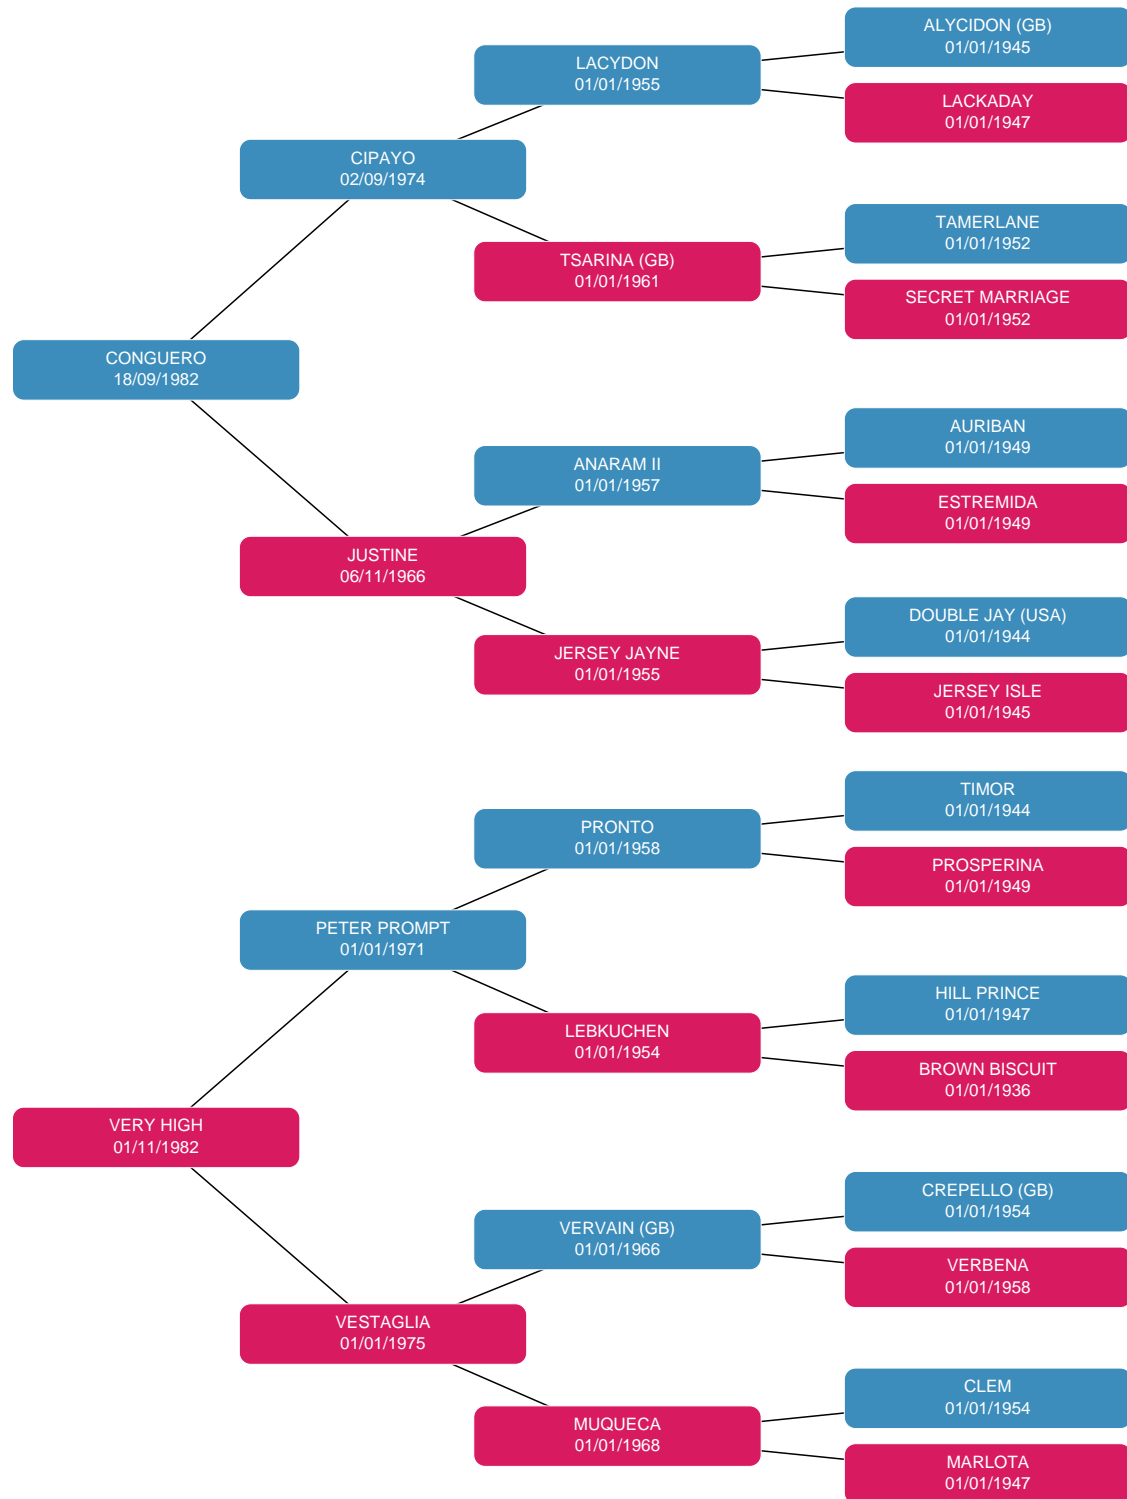 ALYCIDON (GB)
01/01/1945
LACYDON
01/01/1955
LACKADAY
01/01/1947
CIPAYO
02/09/1974
TAMERLANE
01/01/1952
TSARINA (GB)
01/01/1961
SECRET MARRIAGE
01/01/1952
CONGUERO
18/09/1982
AURIBAN
01/01/1949
ANARAM II
01/01/1957
ESTREMIDA
01/01/1949
JUSTINE
06/11/1966
DOUBLE JAY (USA)
01/01/1944
JERSEY JAYNE
01/01/1955
JERSEY ISLE
01/01/1945
TIMOR
01/01/1944
PRONTO
01/01/1958
PROSPERINA
01/01/1949
PETER PROMPT
01/01/1971
HILL PRINCE
01/01/1947
LEBKUCHEN
01/01/1954
BROWN BISCUIT
01/01/1936
VERY HIGH
01/11/1982
CREPELLO (GB)
01/01/1954
VERVAIN (GB)
01/01/1966
VERBENA
01/01/1958
VESTAGLIA
01/01/1975
CLEM
01/01/1954
MUQUECA
01/01/1968
MARLOTA
01/01/1947